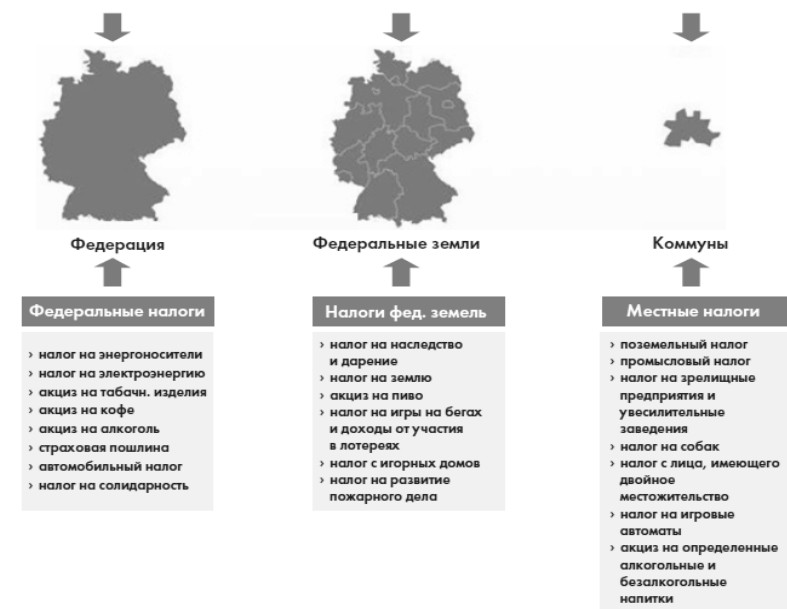 Федерация
Федеральные налоги
› налог на энергоносители
› налог на электроэнергию
› акциз на табачн. изделия
› акциз на кофе
› акциз на алкоголь
› страховая пошлина
› автомобильный налог
› налог на солидарность
Федеральные земли
Налоги фед. земель
› налог на наследство
и дарение
› налог на землю
› акциз на пиво
› налог на игры на бегах
и доходы от участия
в лотереях
› налог с игорных домов
› налог на развитие
пожарного дела
Коммуны
Местные налоги
› поземельный налог
› промысловый налог
› налог на зрелищные
предприятия и
увесилительные
заведения
› налог на собак
› налог с лица, имеющего
двойное
местожительство
› налог на игровые
автоматы
› акциз на определенные
алкогольные и
безалкогольные
напитки